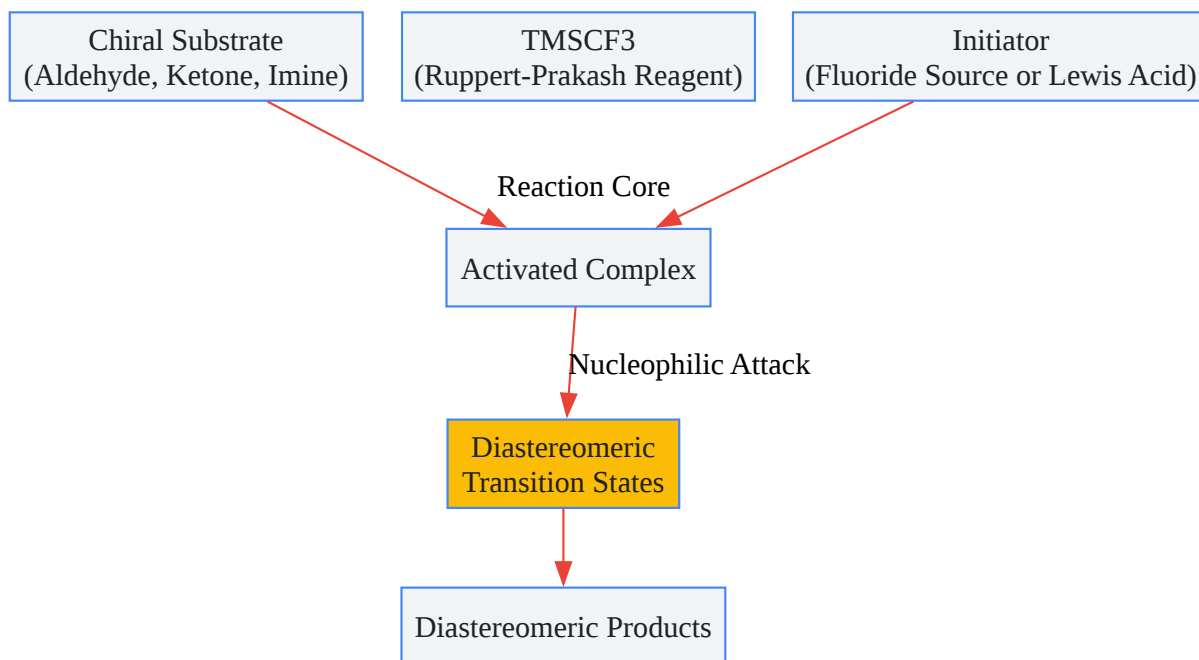 Chiral Substrate
(Aldehyde, Ketone, Imine)
TMSCF3
(Ruppert-Prakash Reagent)
Initiator
(Fluoride Source or Lewis Acid)
Reaction Core
Activated Complex
Nucleophilic Attack
Diastereomeric
Transition States
Diastereomeric Products